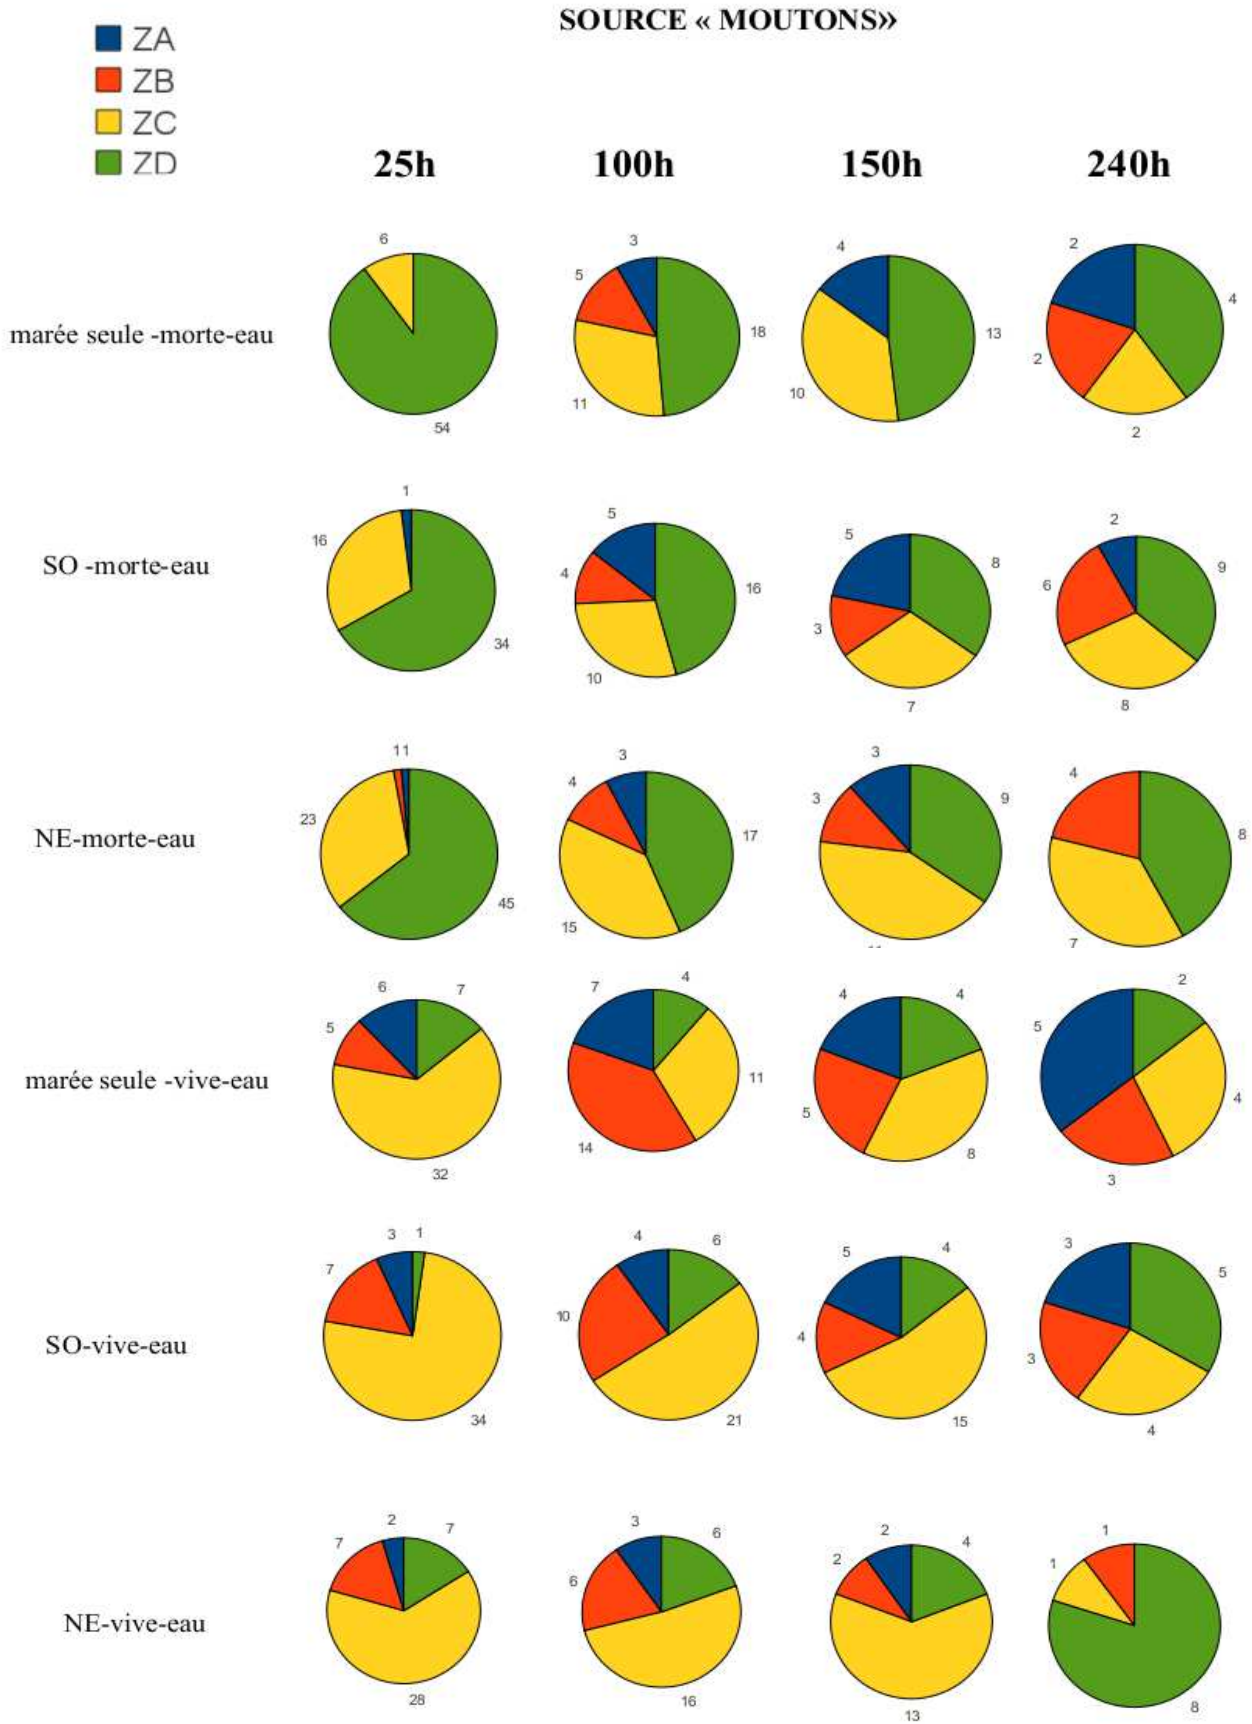 SOURCE « MOUTONS»
ZA
ZB
ZC
ZD
25h 100h 150h 240h
marée seule -morte-eau
6 54
3 5 18 11
4 13 10
2 4 2 2
SO -morte-eau
1 16 34
5 4 16 10
5 8 3 7
2 9 6 8
NE-morte-eau
11 23 45
3 4 17 15
3 3 9
4 8 7
marée seule -vive-eau
6 7 5 32
7 4 11 14
4 4 5 8
2 5 4 3
SO-vive-eau
3 1 7 34
4 6 10 21
5 4 4 15
3 5 3 4
NE-vive-eau
2 7 7 28
3 6 6 16
2 4 2 13
1 1 8